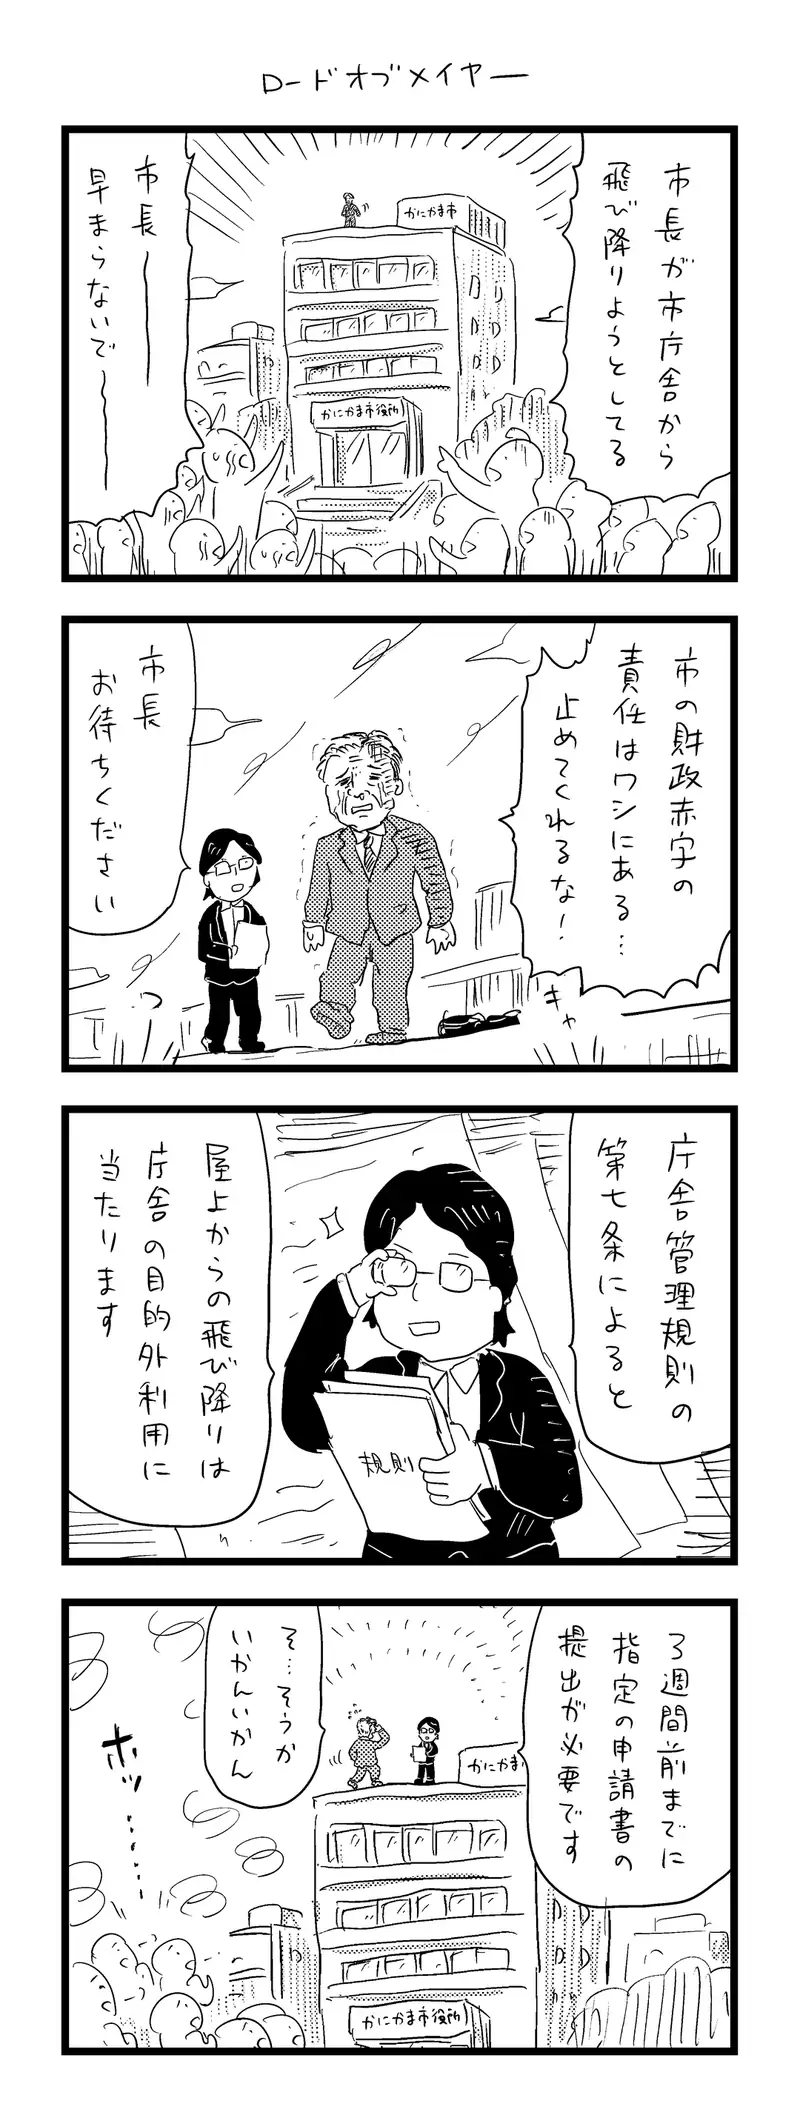 ロードオブメイヤー
市長が市庁舎から
飛び降りようとしてる
かにかま市
かにかま市役所
市長――
早まらないで――
市の財政赤字の
責任はワシにある…
止めてくれるな!
キャ
市長
お待ちください
庁舎管理規則の
第七条によると
規則
屋上からの飛び降りは
庁舎の目的外利用に
当たります
3週間前までに
指定の申請書の
提出が必要です
かにかま
そ…そうか
いかんいかん
ホッ……
かにかま市役所